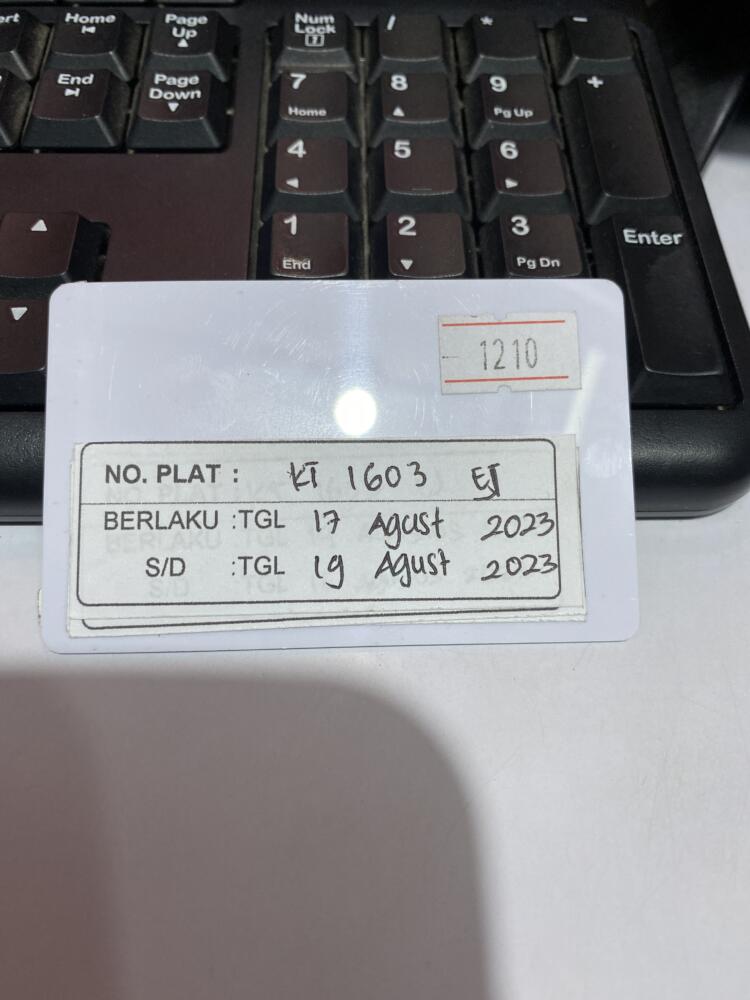 Home
Page Up
Num Lock
/
*
-
End
Page Down
7 Home
8
9 Pg Up
+
4
5
6
1 End
2
3 Pg Dn
Enter
1210
NO. PLAT : KT 1603 EJ
BERLAKU :TGL 17 Agust 2023
S/D :TGL 19 Agust 2023